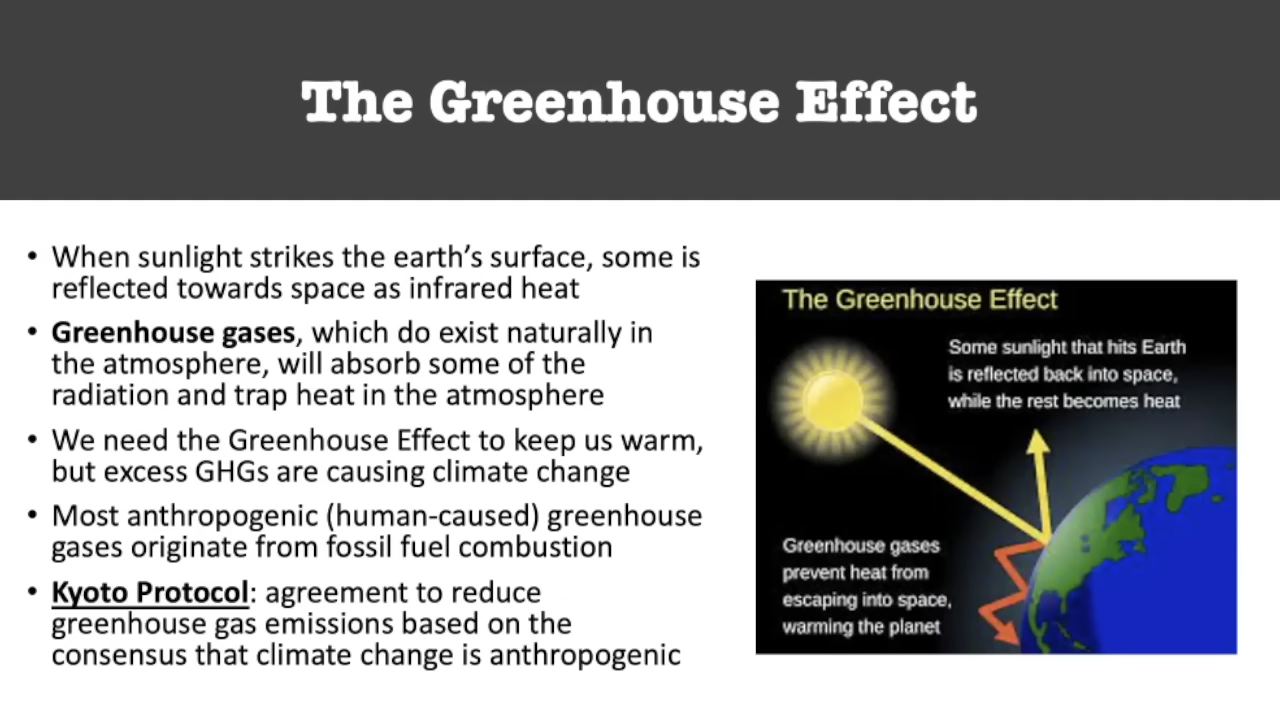 The Greenhouse Effect
• When sunlight strikes the earth's surface, some is
reflected towards space as infrared heat
• Greenhouse gases, which do exist naturally in
the atmosphere, will absorb some of the
radiation and trap heat in the atmosphere
• We need the Greenhouse Effect to keep us warm,
but excess GHGs are causing climate change
• Most anthropogenic (human-caused) greenhouse
gases originate from fossil fuel combustion
• Kyoto Protocol: agreement to reduce
greenhouse gas emissions based on the
consensus that climate change is anthropogenic
The Greenhouse Effect
Some sunlight that hits Earth
is reflected back into space,
while the rest becomes heat
Greenhouse gases
prevent heat from
escaping into space,
warming the planet